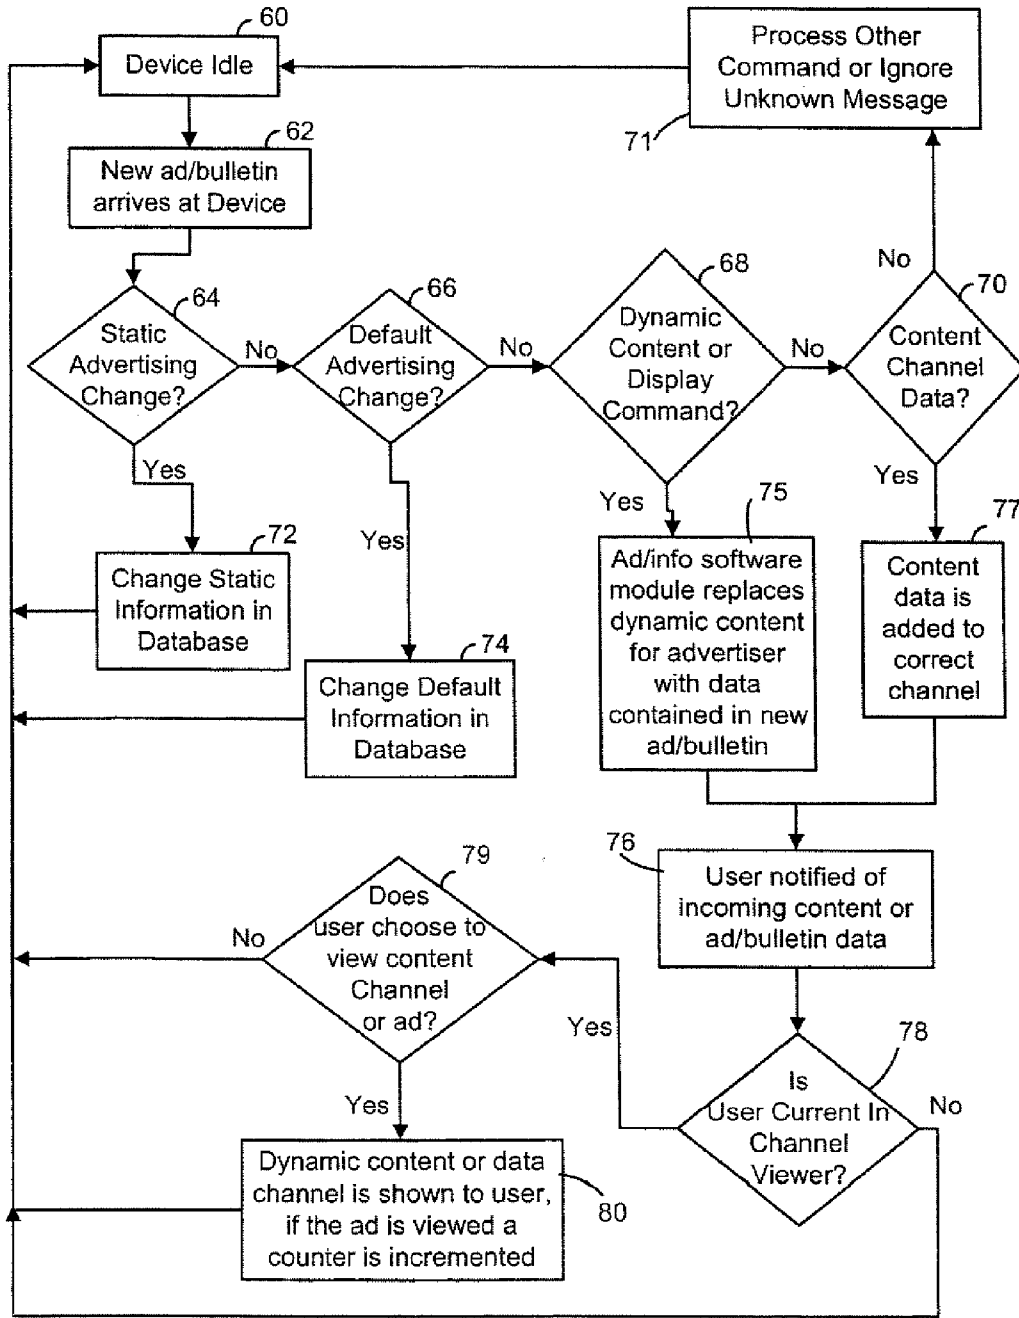 60
Device Idle
Process Other
Command or Ignore
Unknown Message
71
62
New ad/bulletin
arrives at Device
64
Static
Advertising
Change?
No
Yes
66
Default
Advertising
Change?
No
Yes
68
Dynamic
Content or
Display
Command?
No
Yes
70
Content
Channel
Data?
No
Yes
72
Change Static
Information in
Database
74
Change Default
Information in
Database
75
Ad/info software
module replaces
dynamic content
for advertiser
with data
contained in new
ad/bulletin
77
Content
data is
added to
correct
channel
76
User notified of
incoming content or
ad/bulletin data
78
Is
User Current In
Channel
Viewer?
No
Yes
79
Does
user choose to
view content
Channel
or ad?
No
Yes
Dynamic content or data
channel is shown to user,
if the ad is viewed a
counter is incremented
80